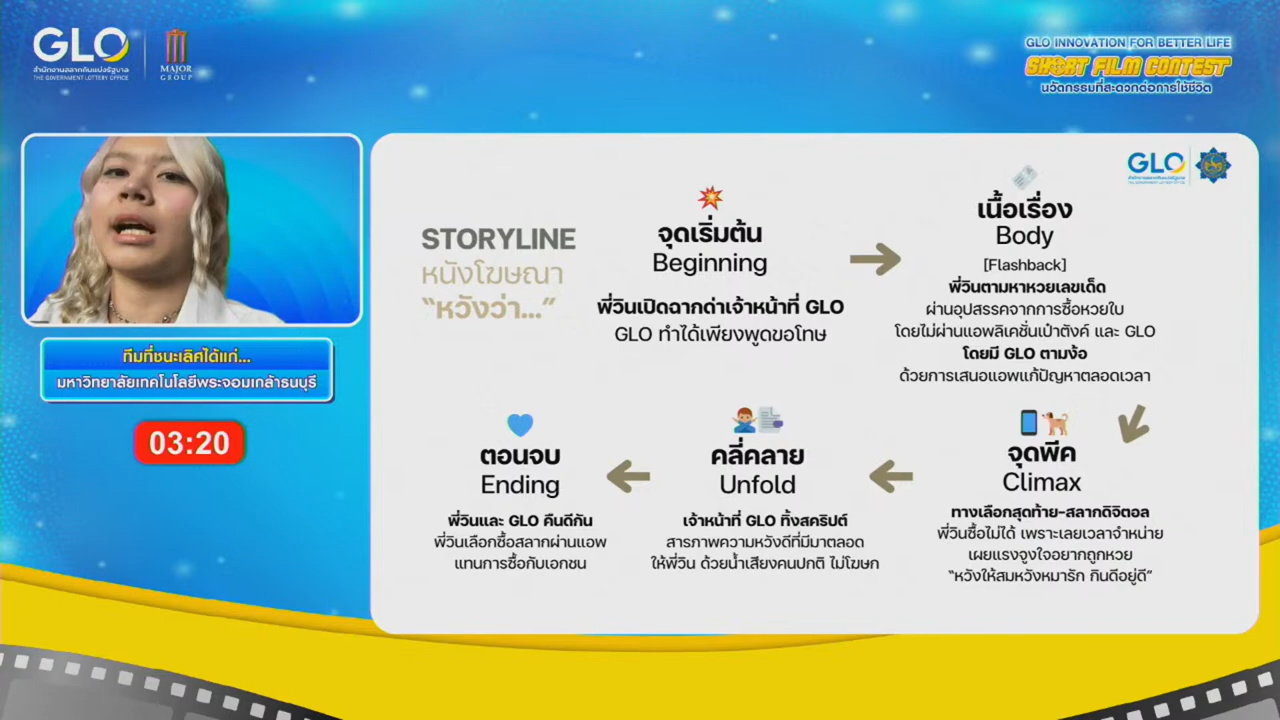 GLO
สำนักงานสลากกินแบ่งรัฐบาล
THE GOVERNMENT LOTTERY OFFICE
MAJOR
GROUP
GLO INNOVATION FOR BETTER LIFE
SHORT FILM CONTEST
นวัตกรรมที่สะดวกต่อการใช้ชีวิต
ทีมที่ชนะเลิศได้แก่...
มหาวิทยาลัยเทคโนโลยีพระจอมเกล้าธนบุรี
03:20
GLO
สำนักงานสลากกินแบ่งรัฐบาล
STORYLINE
หนังโฆษณา
“หวังว่า...”
จุดเริ่มต้น
Beginning
พี่วินเปิดฉากด่าเจ้าหน้าที่ GLO
GLO ทำได้เพียงพูดขอโทษ
เนื้อเรื่อง
Body
[Flashback]
พี่วินตามหาหวยเลขเด็ด
ผ่านอุปสรรคจากการซื้อหวยใบ
โดยไม่ผ่านแอพลิเคชั่นเป๋าตังค์ และ GLO
โดยมี GLO ตามง้อ
ด้วยการเสนอแอพแก้ปัญหาตลอดเวลา
จุดพีค
Climax
ทางเลือกสุดท้าย-สลากดิจิตอล
พี่วินซื้อไม่ได้ เพราะเลยเวลาจำหน่าย
เผยแรงจูงใจอยากถูกหวย
“หวังให้สมหวังหมารัก กินดีอยู่ดี”
คลี่คลาย
Unfold
เจ้าหน้าที่ GLO ทิ้งสคริปต์
สารภาพความหวังดีที่มีมาตลอด
ให้พี่วิน ด้วยน้ำเสียงคนปกติ ไม่โฆษก
ตอนจบ
Ending
พี่วินและ GLO คืนดีกัน
พี่วินเลือกซื้อสลากผ่านแอพ
แทนการซื้อกับเอกชน